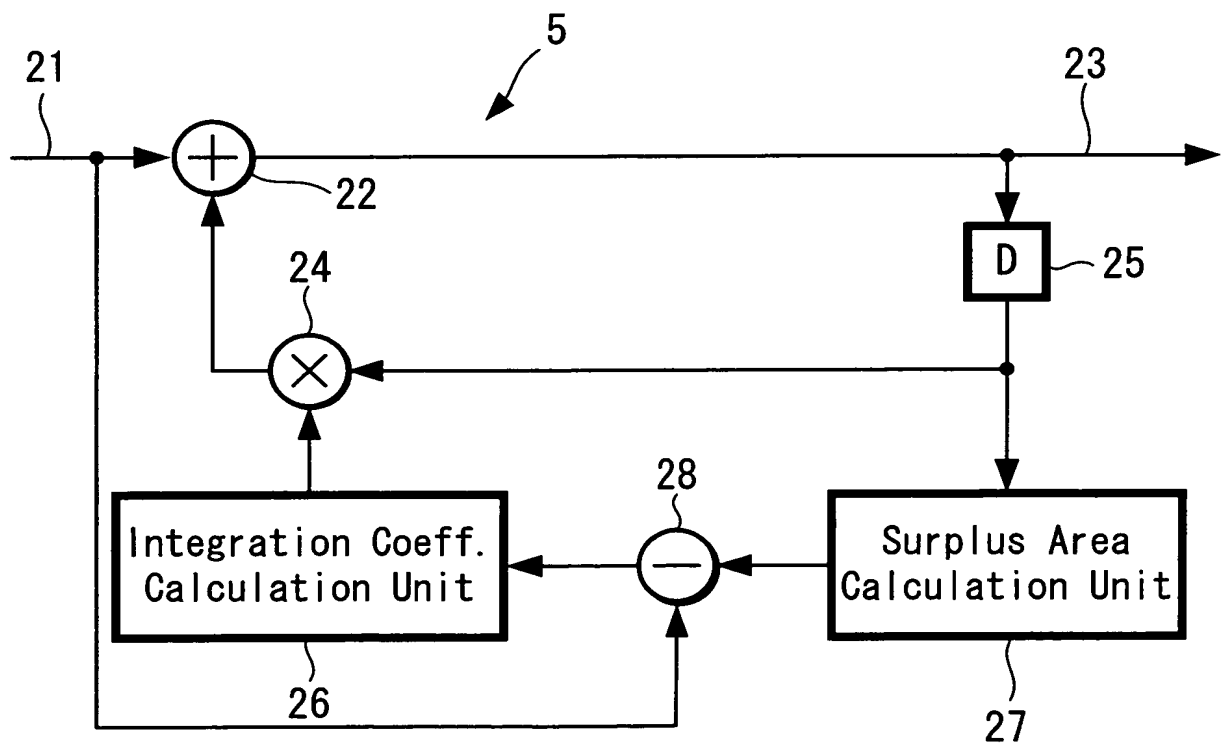 5
21
23
+
22
D
25
24
×
28
Integration Coeff.
Calculation Unit
−
Surplus Area
Calculation Unit
26
27